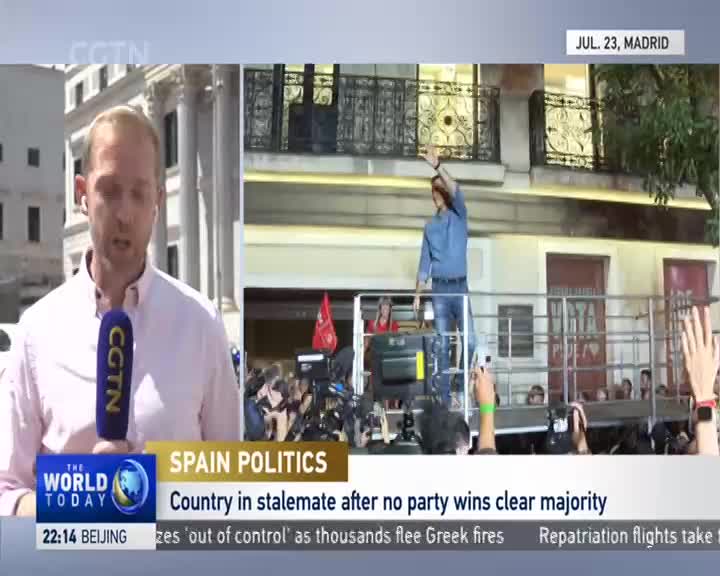 CGTN
JUL. 23, MADRID
CGTN
VOTA
THE
WORLD
TODAY
SPAIN POLITICS
Country in stalemate after no party wins clear majority
22:14 BEIJING
zes 'out of control' as thousands flee Greek fires Repatriation flights take